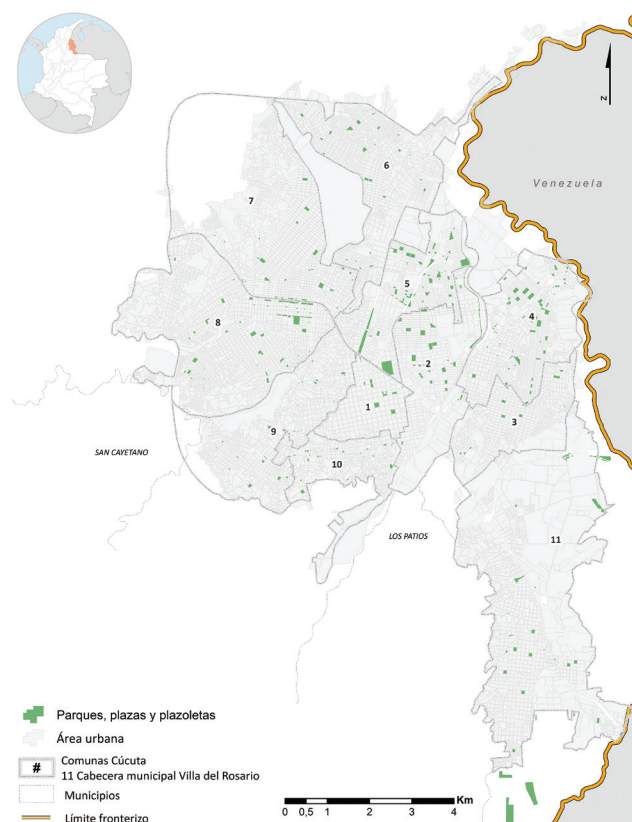 N
Venezuela
6
7
5
4
8
2
1
3
9
10
SAN CAYETANO
LOS PATIOS
11
Parques, plazas y plazoletas
Área urbana
# Comunas Cúcuta
11 Cabecera municipal Villa del Rosario
Municipios
Límite fronterizo
Km
0 0,5 1 2 3 4